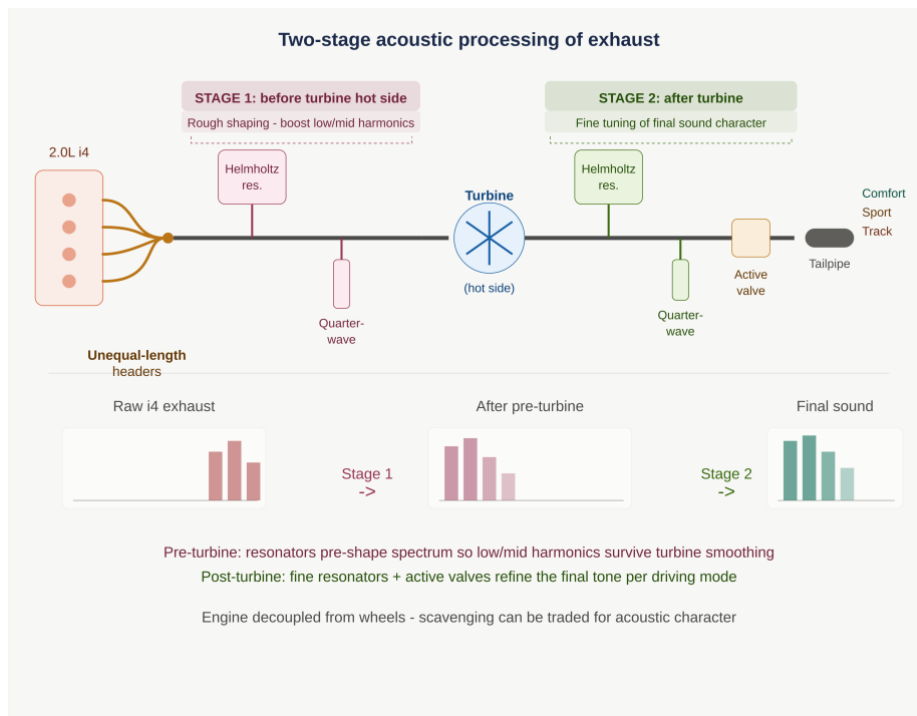 Two-stage acoustic processing of exhaust
STAGE 1: before turbine hot side
Rough shaping - boost low/mid harmonics
STAGE 2: after turbine
Fine tuning of final sound character
2.0L i4
Helmholtz
res.
Turbine
(hot side)
Helmholtz
res.
Comfort
Sport
Track
Tailpipe
Active
valve
Quarter-
wave
Quarter-
wave
Unequal-length
headers
Raw i4 exhaust
After pre-turbine
Final sound
Stage 1
->
Stage 2
->
Pre-turbine: resonators pre-shape spectrum so low/mid harmonics survive turbine smoothing
Post-turbine: fine resonators + active valves refine the final tone per driving mode
Engine decoupled from wheels - scavenging can be traded for acoustic character